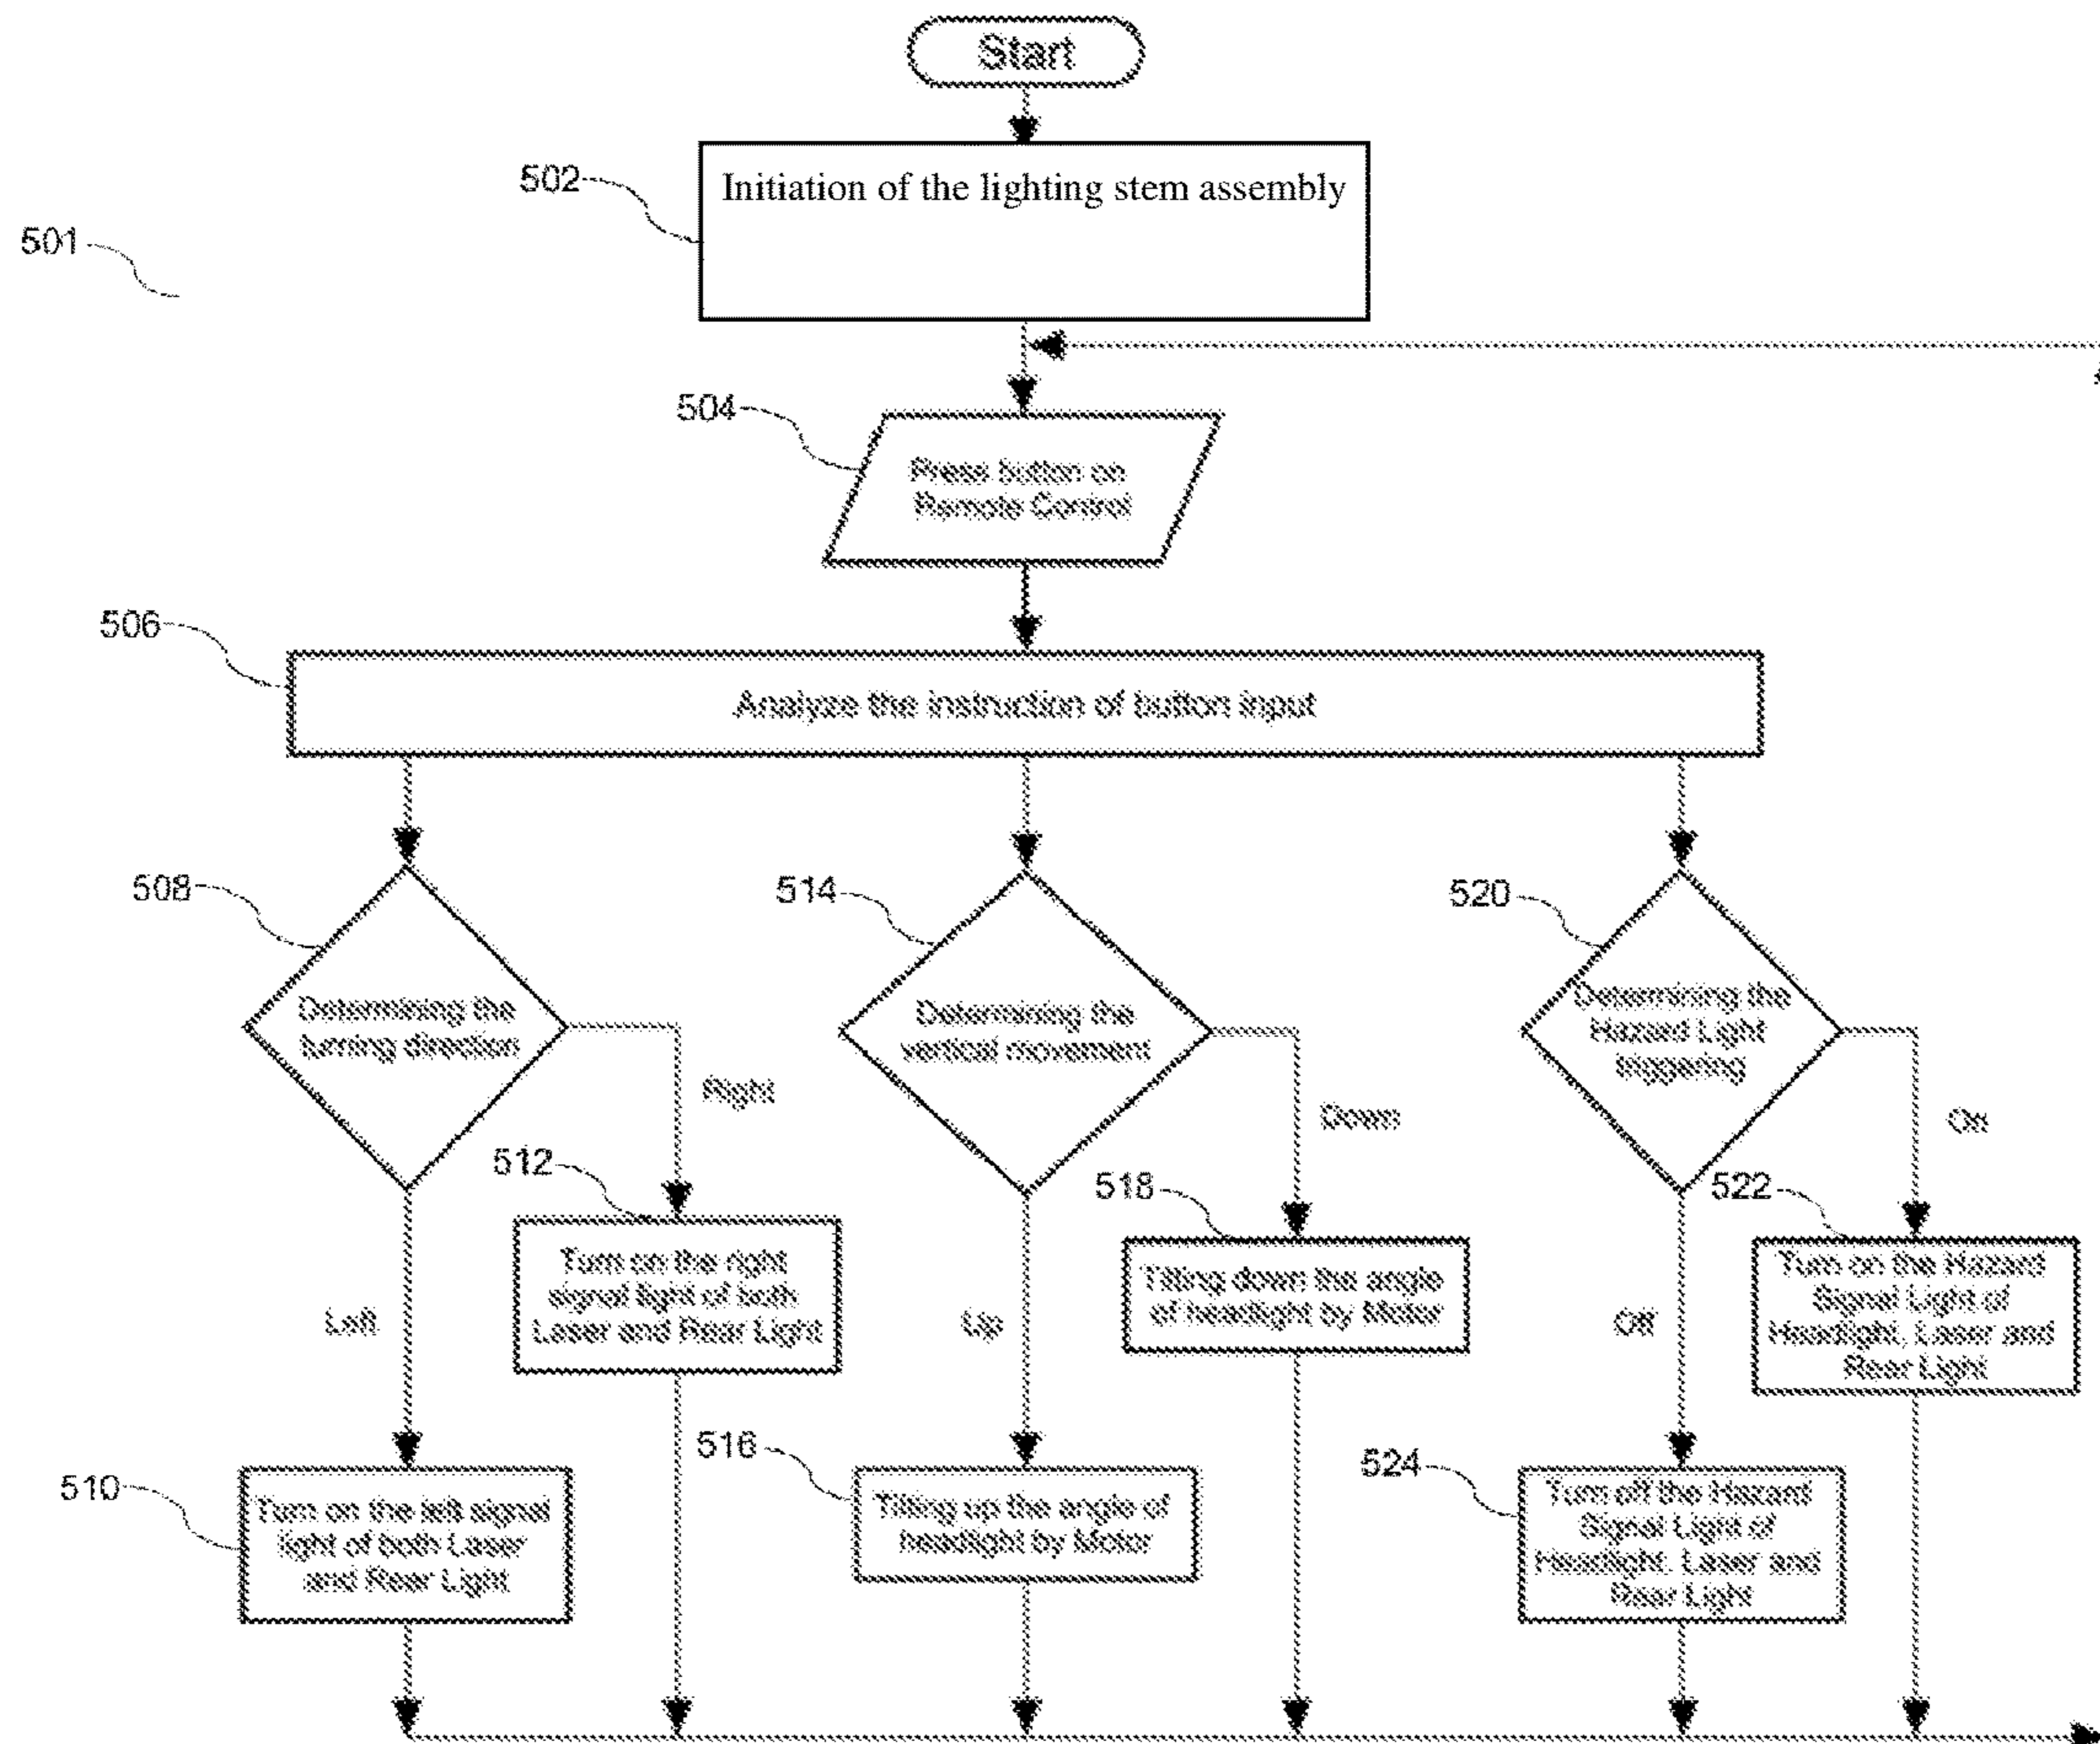 Start
502
Initiation of the lighting stem assembly
501
504
Press button on
Remote Control
506
Analyze the instruction of button input
508
Determining the
turning direction
514
Determining the
vertical movement
520
Determining the
Hazard Light
triggering
Right
Down
On
512
Turn on the right
signal light of both
Laser and Rear Light
518
Tilting down the angle
of headlight by Motor
522
Turn on the Hazard
Signal Light of
Headlight, Laser and
Rear Light
Left
Up
Off
510
Turn on the left signal
light of both Laser
and Rear Light
516
Tilting up the angle of
headlight by Motor
524
Turn off the Hazard
Signal Light of
Headlight, Laser and
Rear Light